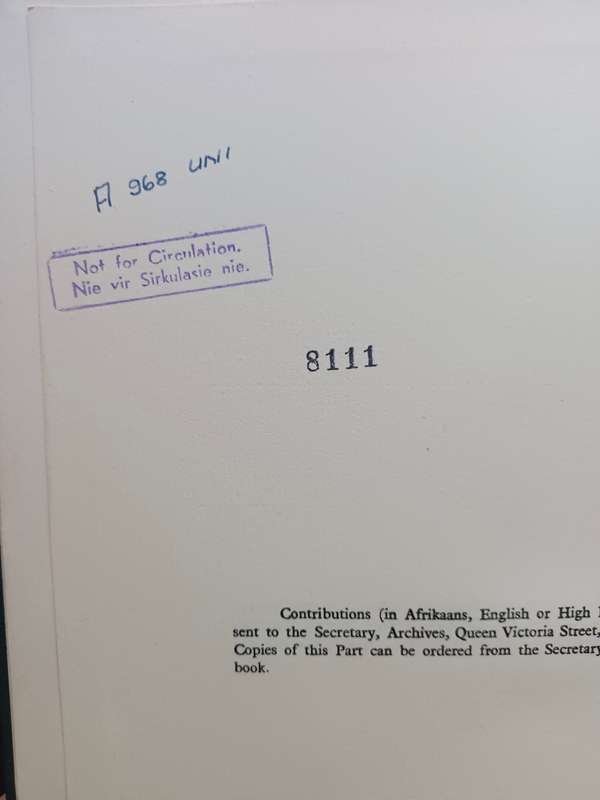 A 968 UNI
Not for Circulation.
Nie vir Sirkulasie nie.
8111
Contributions (in Afrikaans, English or High
sent to the Secretary, Archives, Queen Victoria Street,
Copies of this Part can be ordered from the Secretary
book.